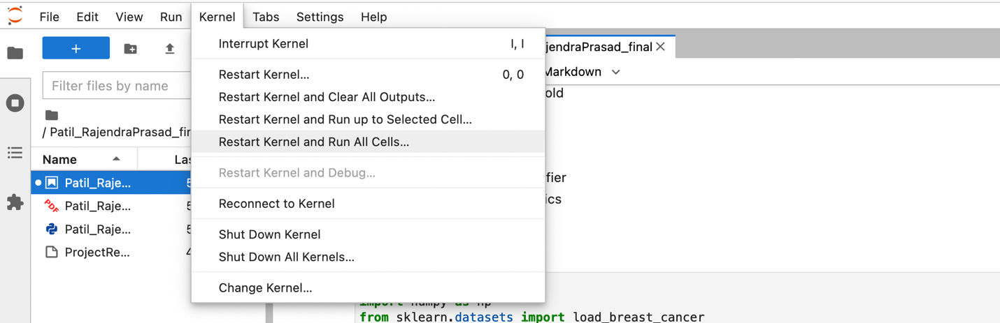 File Edit View Run Kernel Tabs Settings Help
Interrupt Kernel I, I
jendraPrasad_final
Restart Kernel... 0, 0
Markdown
Filter files by name
old
Restart Kernel and Clear All Outputs...
Restart Kernel and Run up to Selected Cell...
/ Patil_RajendraPrasad_fin
Restart Kernel and Run All Cells...
Name Las
Restart Kernel and Debug...
fier
Patil_Raje... 5
ics
Reconnect to Kernel
PDF Patil_Raje... 5
Patil_Raje... 5
Shut Down Kernel
ProjectRe... 4
Shut Down All Kernels...
Change Kernel...
import numpy as np
from sklearn.datasets import load_breast_cancer